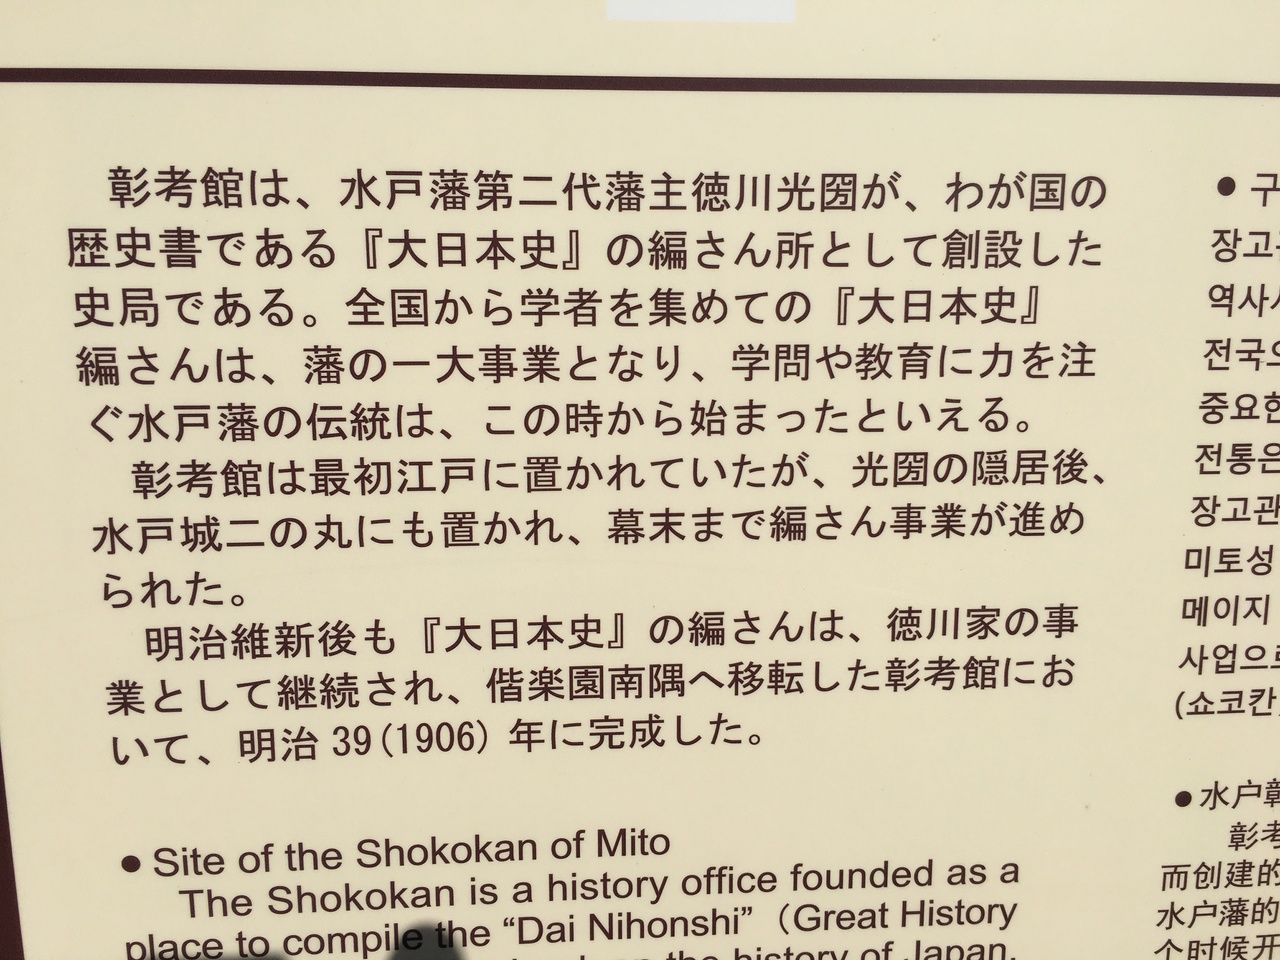 彰考館は、水戸藩第二代藩主徳川光圀が、わが国の
歴史書である『大日本史』の編さん所として創設した
史局である。全国から学者を集めての『大日本史』
編さんは、藩の一大事業となり、学問や教育に力を注
ぐ水戸藩の伝統は、この時から始まったといえる。
彰考館は最初江戸に置かれていたが、光圀の隠居後、
水戸城二の丸にも置かれ、幕末まで編さん事業が進め
られた。
明治維新後も『大日本史』の編さんは、徳川家の事
業として継続され、偕楽園南隅へ移転した彰考館にお
いて、明治 39(1906) 年に完成した。
● Site of the Shokokan of Mito
The Shokokan is a history office founded as a
place to compile the “Dai Nihonshi” (Great History
the history of Japan.
● 구
장고
역사
전국
중요한
전통은
장고관
미토성
메이지
사업으로
(쇼코칸
● 水户彰
彰考
而创建的
水户藩的
个时候开